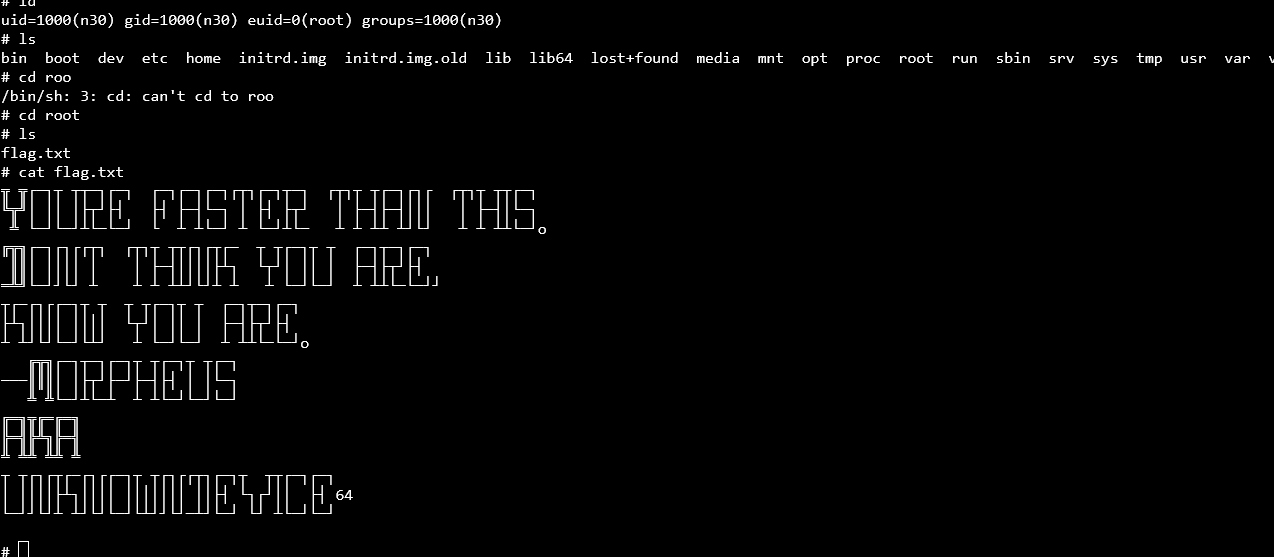 # id
uid=1000(n30) gid=1000(n30) euid=0(root) groups=1000(n30)
# ls
bin boot dev etc home initrd.img initrd.img.old lib lib64 lost+found media mnt opt proc root run sbin srv sys tmp usr var
# cd roo
/bin/sh: 3: cd: can't cd to roo
# cd root
# ls
flag.txt
# cat flag.txt
YOURE FASTER THAN THIS.
DONT THINK YOU ARE,
KNOW YOU ARE.
—MORPHEUS
AKA
UNKNOWNDEVICE64
#